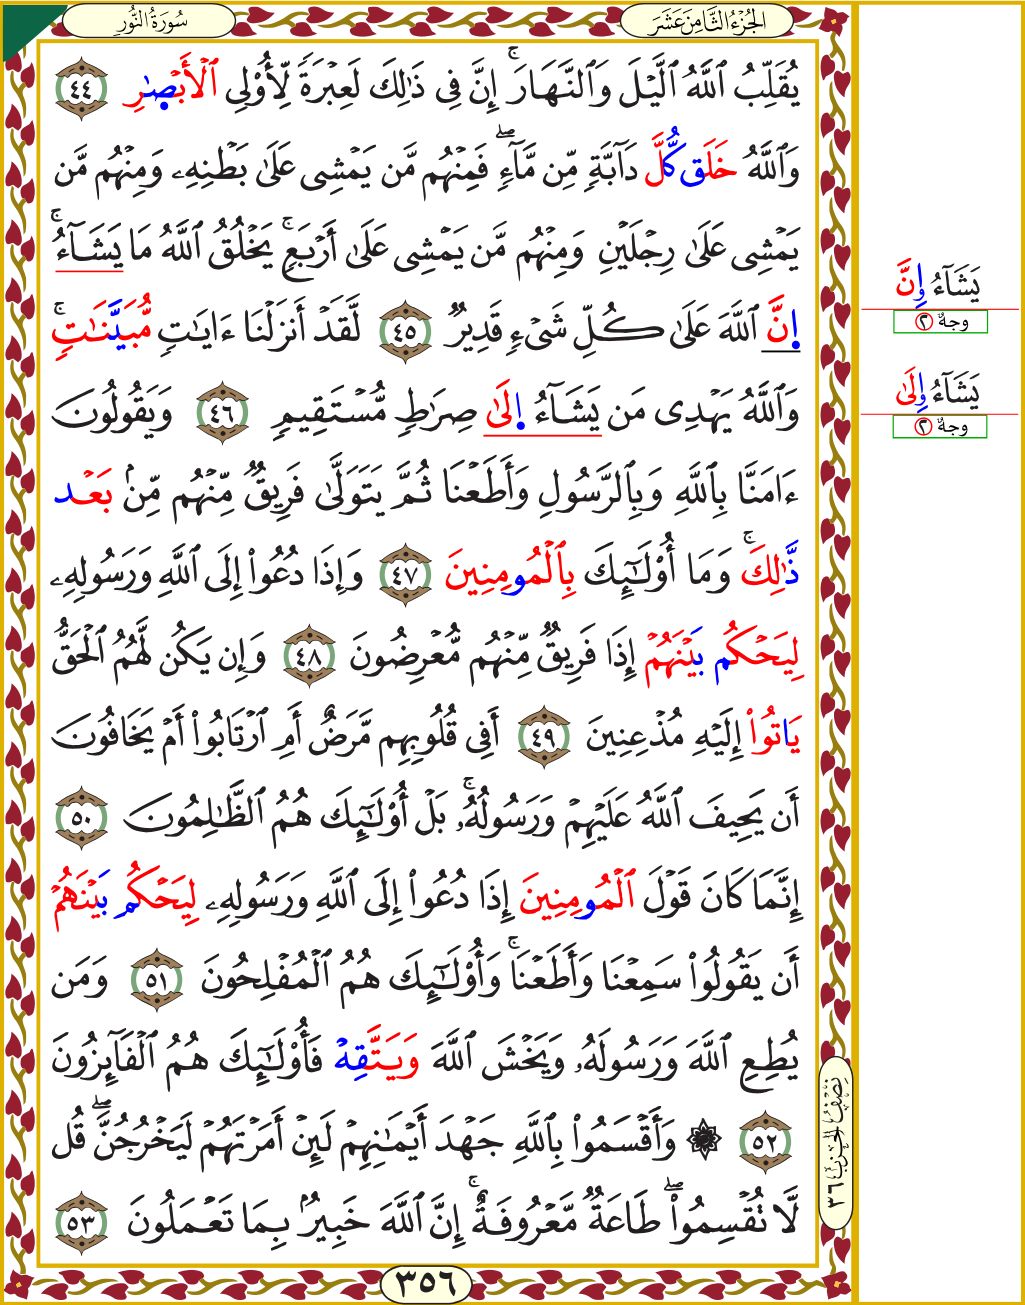 الجُزْءُ الثَّامِنَ عَشَرَ
سُورَةُ النُّورِ
يُقَلِّبُ ٱللَّهُ ٱلَّيْلَ وَٱلنَّهَارَۚ إِنَّ فِى ذَٰلِكَ لَعِبْرَةً لِّأُوْلِى ٱلْأَبْصَٰرِ ٤٤
وَٱللَّهُ خَلَق كُّلَّ دَآبَّةٍ مِّن مَّآءٍۖ فَمِنْهُم مَّن يَمْشِى عَلَىٰ بَطْنِهِۦ وَمِنْهُم مَّن
يَمْشِى عَلَىٰ رِجْلَيْنِ وَمِنْهُم مَّن يَمْشِى عَلَىٰ أَرْبَعٍۚ يَخْلُقُ ٱللَّهُ مَا يَشَآءُۚ
إِنَّ ٱللَّهَ عَلَىٰ كُلِّ شَىْءٍ قَدِيرٌ ٤٥ لَّقَدْ أَنزَلْنَا ءَايَٰتٍ مُّبَيَّنَٰتٍۚ
وَٱللَّهُ يَهْدِى مَن يَشَآءُ إِلَىٰ صِرَٰطٍ مُّسْتَقِيمٍ ٤٦ وَيَقُولُونَ
ءَامَنَّا بِٱللَّهِ وَبِٱلرَّسُولِ وَأَطَعْنَا ثُمَّ يَتَوَلَّىٰ فَرِيقٌ مِّنْهُم مِّنۢ بَعْد
ذَّٰلِكَۚ وَمَا أُوْلَٰٓئِكَ بِٱلْمُومِنِينَ ٤٧ وَإِذَا دُعُوٓاْ إِلَى ٱللَّهِ وَرَسُولِهِۦ
لِيَحْكُم بَيْنَهُمْ إِذَا فَرِيقٌ مِّنْهُم مُّعْرِضُونَ ٤٨ وَإِن يَكُن لَّهُمُ ٱلْحَقُّ
يَاتُوٓاْ إِلَيْهِ مُذْعِنِينَ ٤٩ أَفِى قُلُوبِهِم مَّرَضٌ أَمِ ٱرْتَابُوٓاْ أَمْ يَخَافُونَ
أَن يَحِيفَ ٱللَّهُ عَلَيْهِمْ وَرَسُولُهُۥۚ بَلْ أُوْلَٰٓئِكَ هُمُ ٱلظَّٰلِمُونَ ٥٠
إِنَّمَا كَانَ قَوْلَ ٱلْمُومِنِينَ إِذَا دُعُوٓاْ إِلَى ٱللَّهِ وَرَسُولِهِۦ لِيَحْكُم بَيْنَهُمْ
أَن يَقُولُواْ سَمِعْنَا وَأَطَعْنَاۚ وَأُوْلَٰٓئِكَ هُمُ ٱلْمُفْلِحُونَ ٥١ وَمَن
يُطِعِ ٱللَّهَ وَرَسُولَهُۥ وَيَخْشَ ٱللَّهَ وَيَتَّقِهْ فَأُوْلَٰٓئِكَ هُمُ ٱلْفَآئِزُونَ
٥٢ ۞ وَأَقْسَمُواْ بِٱللَّهِ جَهْدَ أَيْمَٰنِهِمْ لَئِنْ أَمَرْتَهُمْ لَيَخْرُجُنَّۖ قُل
لَّا تُقْسِمُواْۖ طَاعَةٌ مَّعْرُوفَةٌۚ إِنَّ ٱللَّهَ خَبِيرٌۢ بِمَا تَعْمَلُونَ ٥٣
يَشَآءُ وِنَّ
وجهٌ ٢
يَشَآءُ وِلَىٰ
وجهٌ ٢
نِصْفُ الحِزْبِ ٣٦
٣٥٦